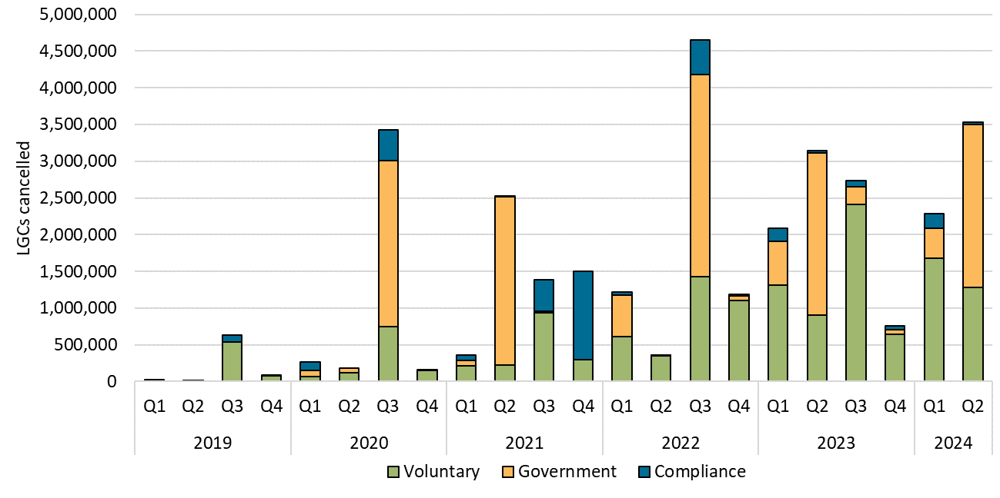 5,000,000
4,500,000
4,000,000
3,500,000
3,000,000
2,500,000
2,000,000
1,500,000
1,000,000
500,000
0
LGCs cancelled
Q1 Q2 Q3 Q4 Q1 Q2 Q3 Q4 Q1 Q2 Q3 Q4 Q1 Q2 Q3 Q4 Q1 Q2 Q3 Q4 Q1 Q2
2019 2020 2021 2022 2023 2024
Voluntary Government Compliance